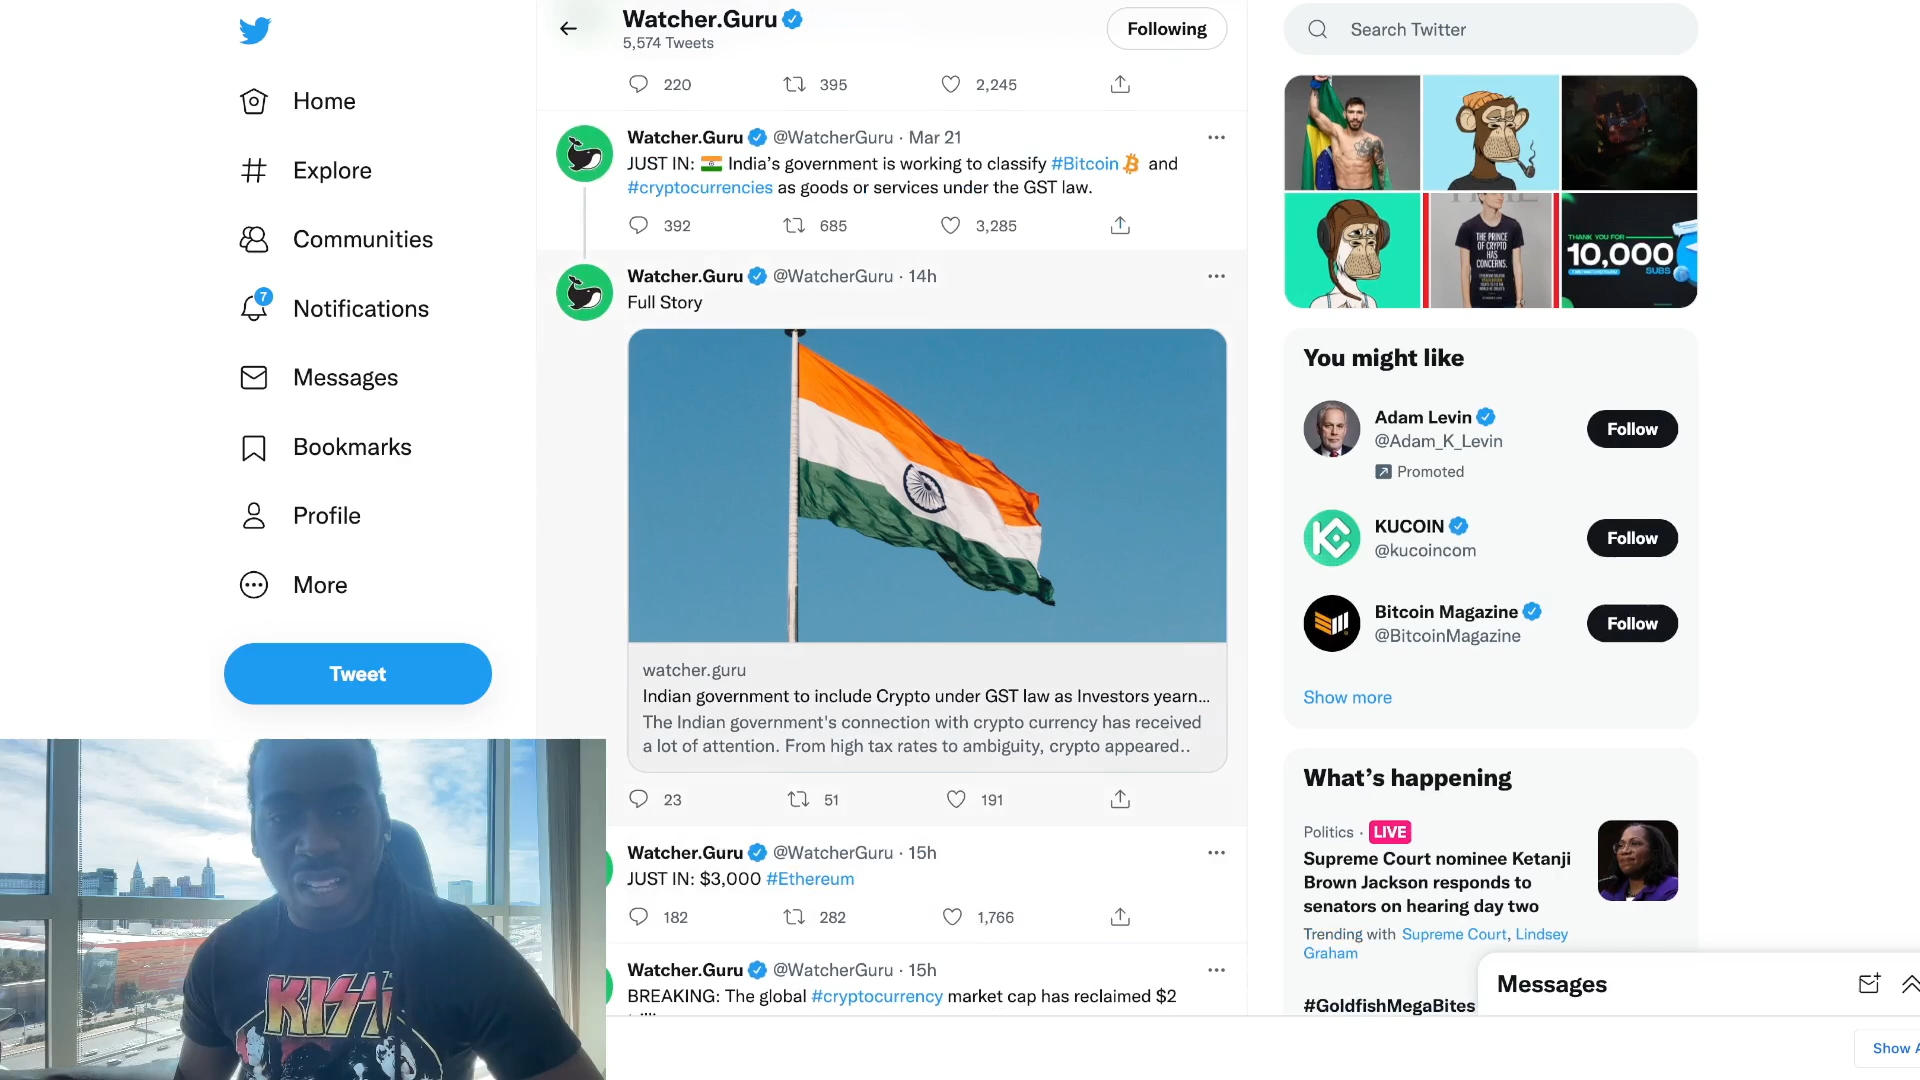 Home
Explore
Communities
7
Notifications
Messages
Bookmarks
Profile
More
Tweet
Watcher.Guru
5,574 Tweets
Following
220 395 2,245
Watcher.Guru @WatcherGuru · Mar 21
JUST IN: 🇮🇳 India’s government is working to classify #Bitcoin and
#cryptocurrencies as goods or services under the GST law.
392 685 3,285
Watcher.Guru @WatcherGuru · 14h
Full Story
watcher.guru
Indian government to include Crypto under GST law as Investors yearn...
The Indian government's connection with crypto currency has received
a lot of attention. From high tax rates to ambiguity, crypto appeared..
23 51 191
Watcher.Guru @WatcherGuru · 15h
JUST IN: $3,000 #Ethereum
182 282 1,766
Watcher.Guru @WatcherGuru · 15h
BREAKING: The global #cryptocurrency market cap has reclaimed $2
Search Twitter
THE PRINCE
OF CRYPTO
HAS
CONCERNS.
THANK YOU FOR
10,000
SUBS
You might like
Adam Levin
@Adam_K_Levin
Promoted
Follow
KUCOIN
@kucoincom
Follow
Bitcoin Magazine
@BitcoinMagazine
Follow
Show more
What’s happening
Politics · LIVE
Supreme Court nominee Ketanji
Brown Jackson responds to
senators on hearing day two
Trending with Supreme Court, Lindsey
Graham
#GoldfishMegaBites
Messages
Show A
KISS